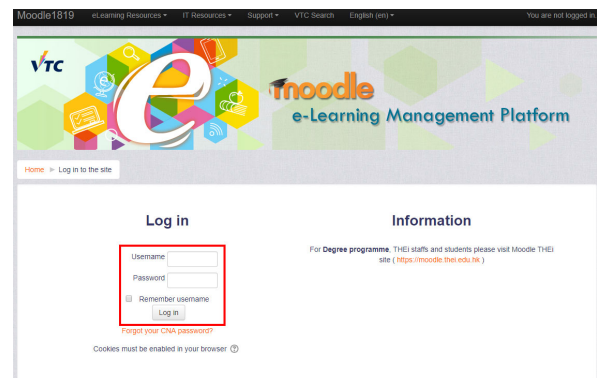 Moodle1819 eLearning Resources IT Resources Support VTC Search English (en) You are not logged in.
VTC
e
moodle
e-Learning Management Platform
Home Log in to the site
Log in
Username
Password
Remember username
Log in
Forgot your CNA password?
Cookies must be enabled in your browser
Information
For Degree programme, THEi staffs and students please visit Moodle THEi
site ( https://moodle.thei.edu.hk )